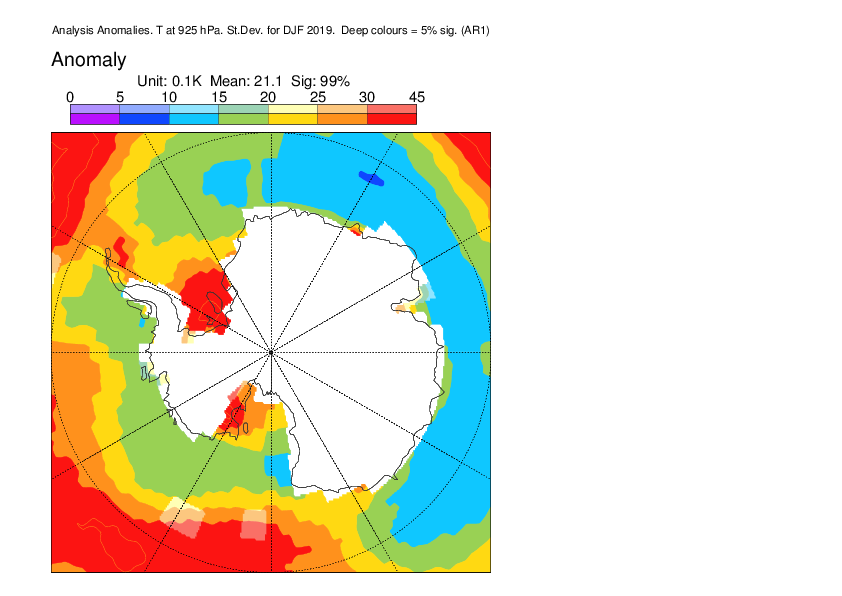 Analysis Anomalies. T at 925 hPa. St.Dev. for DJF 2019.  Deep colours = 5% sig. (AR1)
Anomaly
Unit: 0.1K  Mean: 21.1  Sig: 99%
0 5 10 15 20 25 30 45